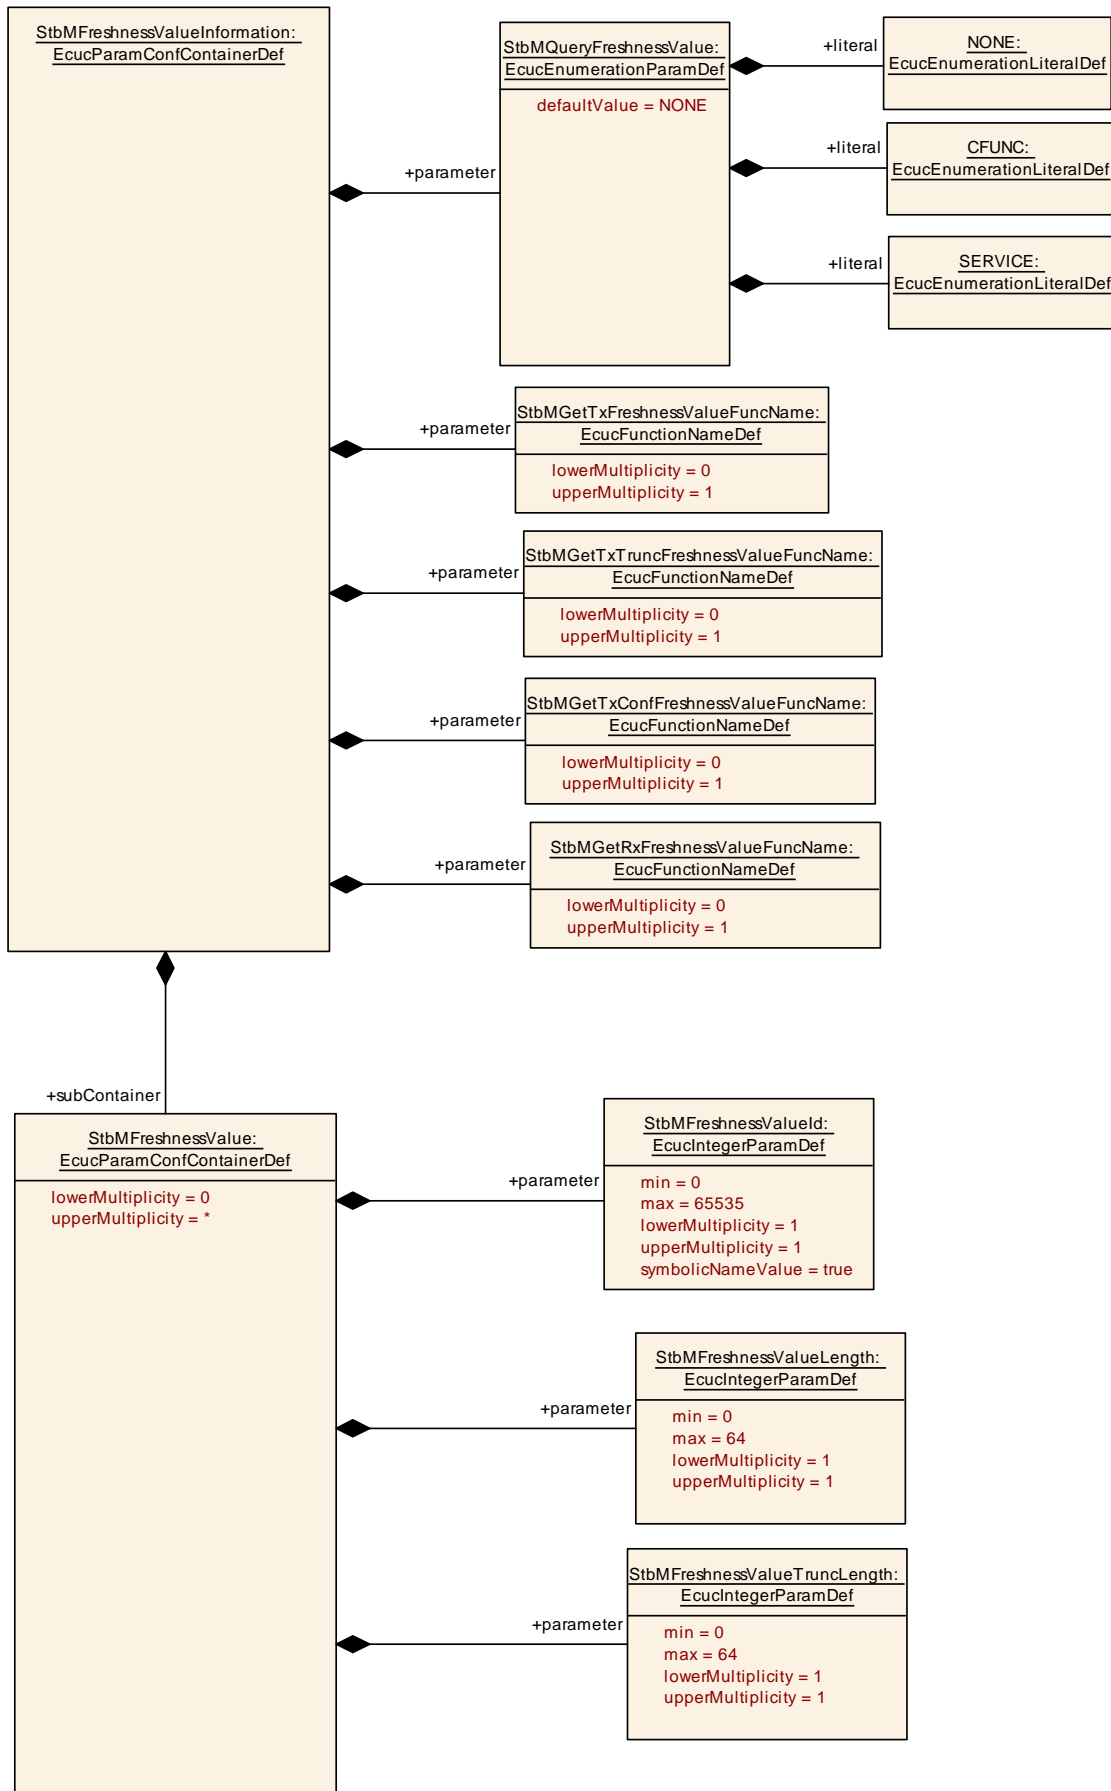 StbMFreshnessValueInformation:
EcucParamConfContainerDef
StbMQueryFreshnessValue:
EcucEnumerationParamDef
defaultValue = NONE
+literal
NONE:
EcucEnumerationLiteralDef
+literal
CFUNC:
EcucEnumerationLiteralDef
+literal
SERVICE:
EcucEnumerationLiteralDef
+parameter
+parameter
StbMGetTxFreshnessValueFuncName:
EcucFunctionNameDef
lowerMultiplicity = 0
upperMultiplicity = 1
+parameter
StbMGetTxTruncFreshnessValueFuncName:
EcucFunctionNameDef
lowerMultiplicity = 0
upperMultiplicity = 1
+parameter
StbMGetTxConfFreshnessValueFuncName:
EcucFunctionNameDef
lowerMultiplicity = 0
upperMultiplicity = 1
+parameter
StbMGetRxFreshnessValueFuncName:
EcucFunctionNameDef
lowerMultiplicity = 0
upperMultiplicity = 1
+subContainer
StbMFreshnessValue:
EcucParamConfContainerDef
lowerMultiplicity = 0
upperMultiplicity = *
+parameter
StbMFreshnessValueId:
EcucIntegerParamDef
min = 0
max = 65535
lowerMultiplicity = 1
upperMultiplicity = 1
symbolicNameValue = true
+parameter
StbMFreshnessValueLength:
EcucIntegerParamDef
min = 0
max = 64
lowerMultiplicity = 1
upperMultiplicity = 1
+parameter
StbMFreshnessValueTruncLength:
EcucIntegerParamDef
min = 0
max = 64
lowerMultiplicity = 1
upperMultiplicity = 1